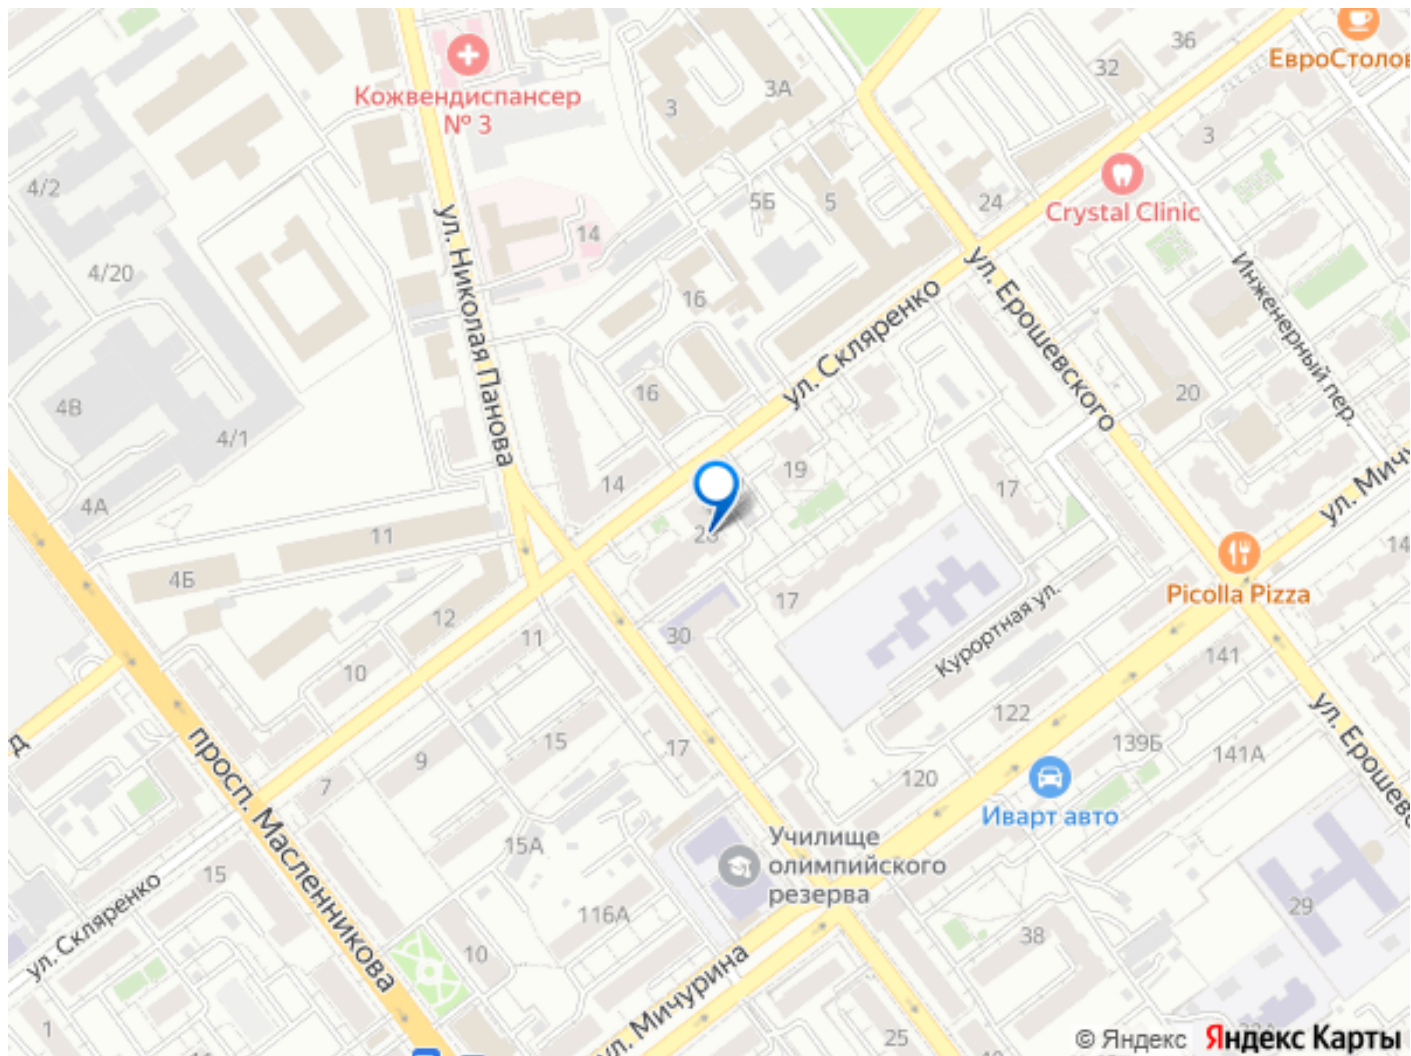 36
ЕвроСтолов
Кожвендиспансер
№ 3
3
3А
32
3
Crystal Clinic
4/2
5Б
5
24
14
ул. Николая Панова
4/20
16
ул. Скляренко
ул. Ерошевского
Инженерный пер.
16
20
4В
4/1
19
14
17
4А
11
ул. Мичу
14
4Б
Picolla Pizza
17
12
11
30
Курортная ул.
141
10
122
ул. Ерошевс
д
15
17
139Б
141А
9
120
7
просп. Масленникова
Иварт авто
15А
Училище
олимпийского
резерва
15
ул. Скляренко
116А
29
38
10
ул. Мичурина
1
25
© Яндекс
Яндекс Карты